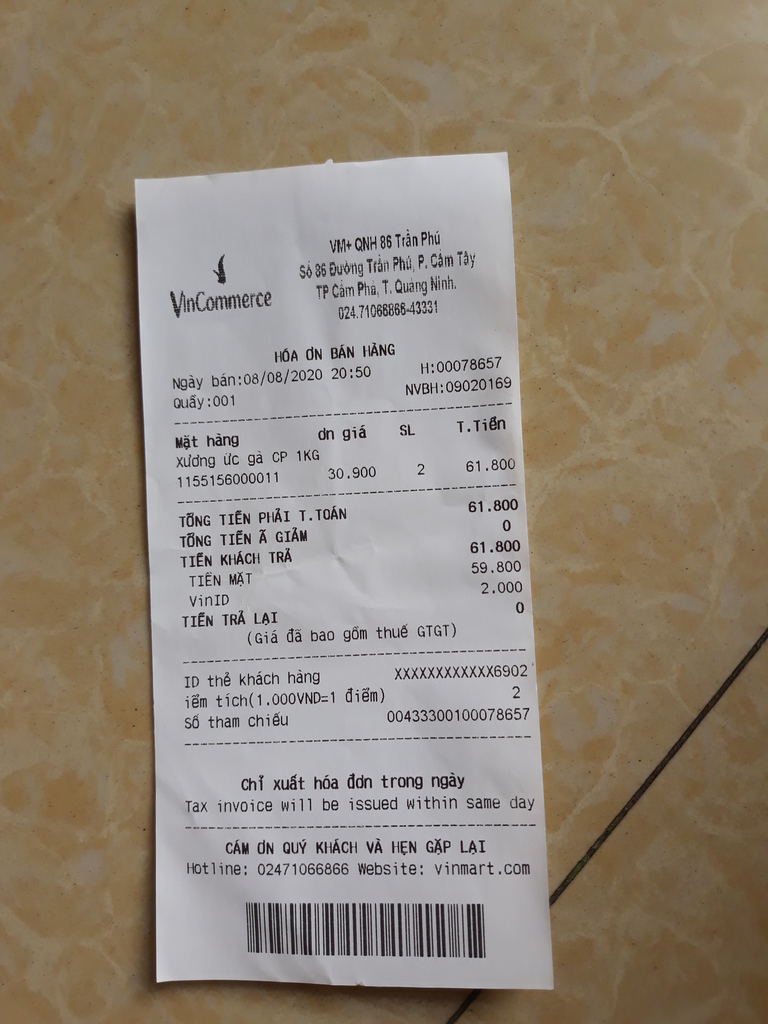 VinCommerce
VM+ QNH 86 Trần Phú
Số 86 Đường Trần Phú, P. Cẩm Tây
TP Cẩm Phả, T. Quảng Ninh.
024.71066866-43331
HÓA ƠN BÁN HÀNG
Ngày bán:08/08/2020 20:50 H:00078657
Quầy:001 NVBH:09020169
Mặt hàng ơn giá SL T.Tiền
Xương ức gà CP 1KG
1155156000011 30.900 2 61.800
TỔNG TIỀN PHẢI T.TOÁN 61.800
TỔNG TIỀN Ã GIẢM 0
TIỀN KHÁCH TRẢ 61.800
TIỀN MẶT 59.800
VinID 2.000
TIỀN TRẢ LẠI 0
(Giá đã bao gồm thuế GTGT)
ID thẻ khách hàng XXXXXXXXXXXX6902
iểm tích(1.000VND=1 điểm) 2
Số tham chiếu 00433300100078657
Chỉ xuất hóa đơn trong ngày
Tax invoice will be issued within same day
CÁM ƠN QUÝ KHÁCH VÀ HẸN GẶP LẠI
Hotline: 02471066866 Website: vinmart.com